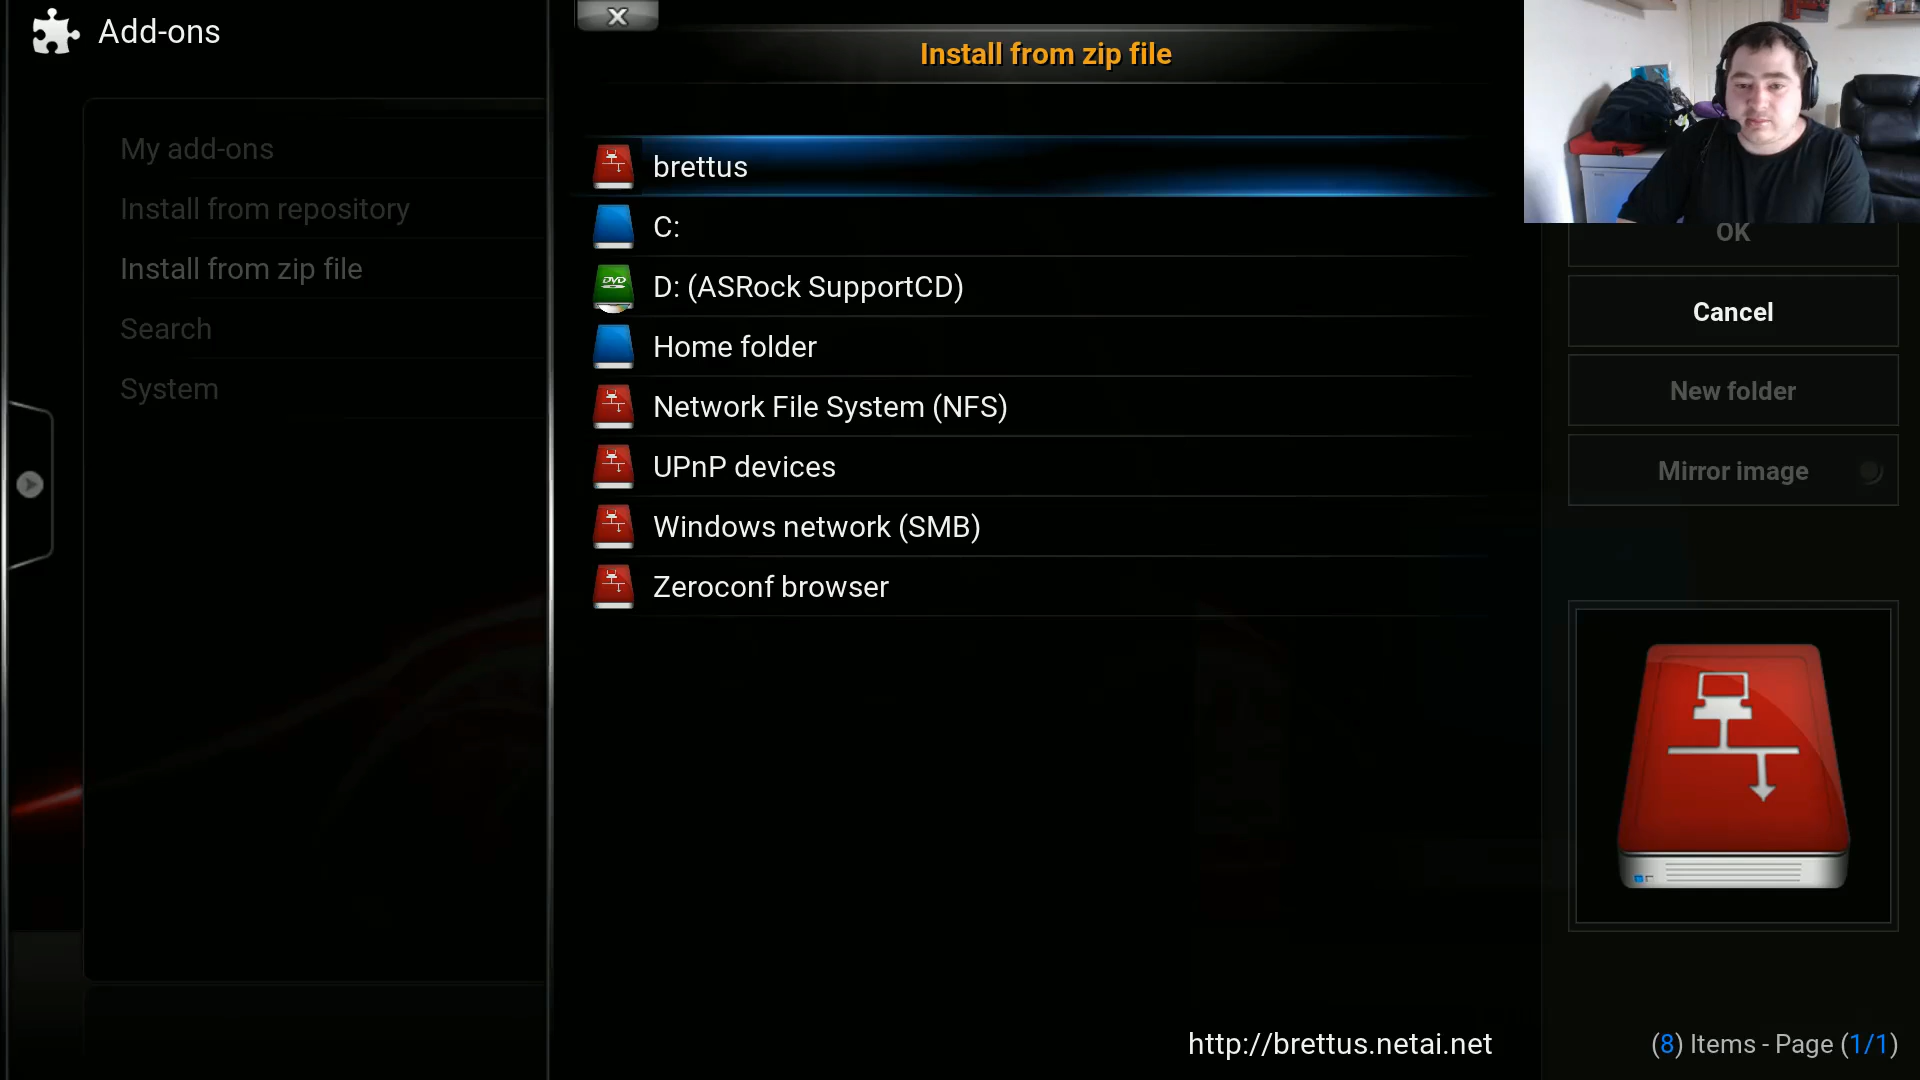 Add-ons
X
Install from zip file
My add-ons
Install from repository
Install from zip file
Search
System
brettus
C:
DVD
D: (ASRock SupportCD)
Home folder
Network File System (NFS)
UPnP devices
Windows network (SMB)
Zeroconf browser
OK
Cancel
New folder
Mirror image
http://brettus.netai.net
(8) Items - Page (1/1)